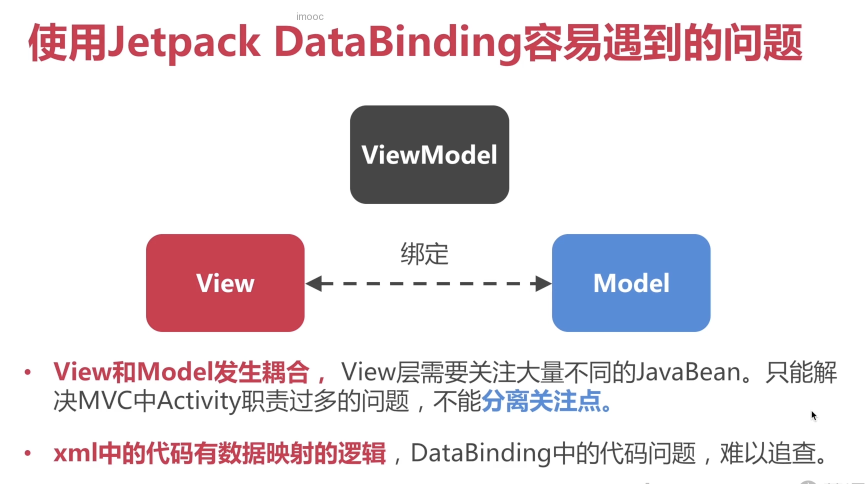 imooc
使用Jetpack DataBinding容易遇到的问题
ViewModel
绑定
View
Model
• View和Model发生耦合， View层需要关注大量不同的JavaBean。只能解
决MVC中Activity职责过多的问题，不能分离关注点。
• xml中的代码有数据映射的逻辑，DataBinding中的代码问题，难以追查。